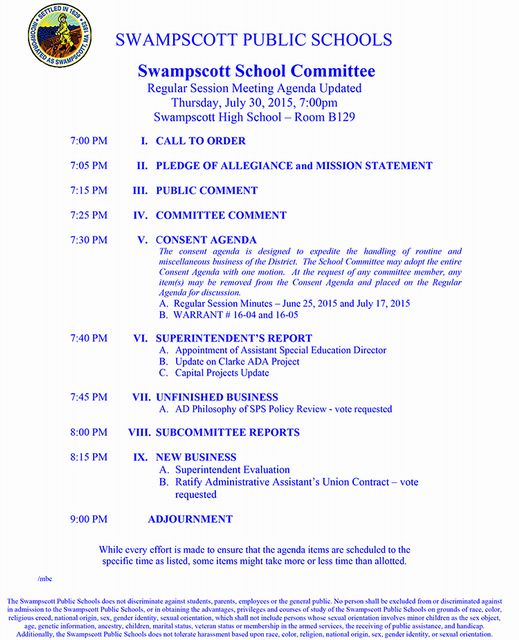 SETTLED IN 1629
1852
INCORPORATED AS SWAMPSCOTT, MA
SWAMPSCOTT PUBLIC SCHOOLS
Swampscott School Committee
Regular Session Meeting Agenda Updated
Thursday, July 30, 2015, 7:00pm
Swampscott High School – Room B129
7:00 PM I. CALL TO ORDER
7:05 PM II. PLEDGE OF ALLEGIANCE and MISSION STATEMENT
7:15 PM III. PUBLIC COMMENT
7:25 PM IV. COMMITTEE COMMENT
7:30 PM V. CONSENT AGENDA
The consent agenda is designed to expedite the handling of routine and
miscellaneous business of the District. The School Committee may adopt the entire
Consent Agenda with one motion. At the request of any committee member, any
item(s) may be removed from the Consent Agenda and placed on the Regular
Agenda for discussion.
A. Regular Session Minutes – June 25, 2015 and July 17, 2015
B. WARRANT # 16-04 and 16-05
7:40 PM VI. SUPERINTENDENT'S REPORT
A. Appointment of Assistant Special Education Director
B. Update on Clarke ADA Project
C. Capital Projects Update
7:45 PM VII. UNFINISHED BUSINESS
A. AD Philosophy of SPS Policy Review - vote requested
8:00 PM VIII. SUBCOMMITTEE REPORTS
8:15 PM IX. NEW BUSINESS
A. Superintendent Evaluation
B. Ratify Administrative Assistant's Union Contract – vote
requested
9:00 PM ADJOURNMENT
While every effort is made to ensure that the agenda items are scheduled to the
specific time as listed, some items might take more or less time than allotted.
/mbc
The Swampscott Public Schools does not discriminate against students, parents, employees or the general public. No person shall be excluded from or discriminated against
in admission to the Swampscott Public Schools, or in obtaining the advantages, privileges and courses of study of the Swampscott Public Schools on grounds of race, color,
religious creed, national origin, sex, gender identity, sexual orientation, which shall not include persons whose sexual orientation involves minor children as the sex object,
age, genetic information, ancestry, children, marital status, veteran status or membership in the armed services, the receiving of public assistance, and handicap.
Additionally, the Swampscott Public Schools does not tolerate harassment based upon race, color, religion, national origin, sex, gender identity, or sexual orientation.